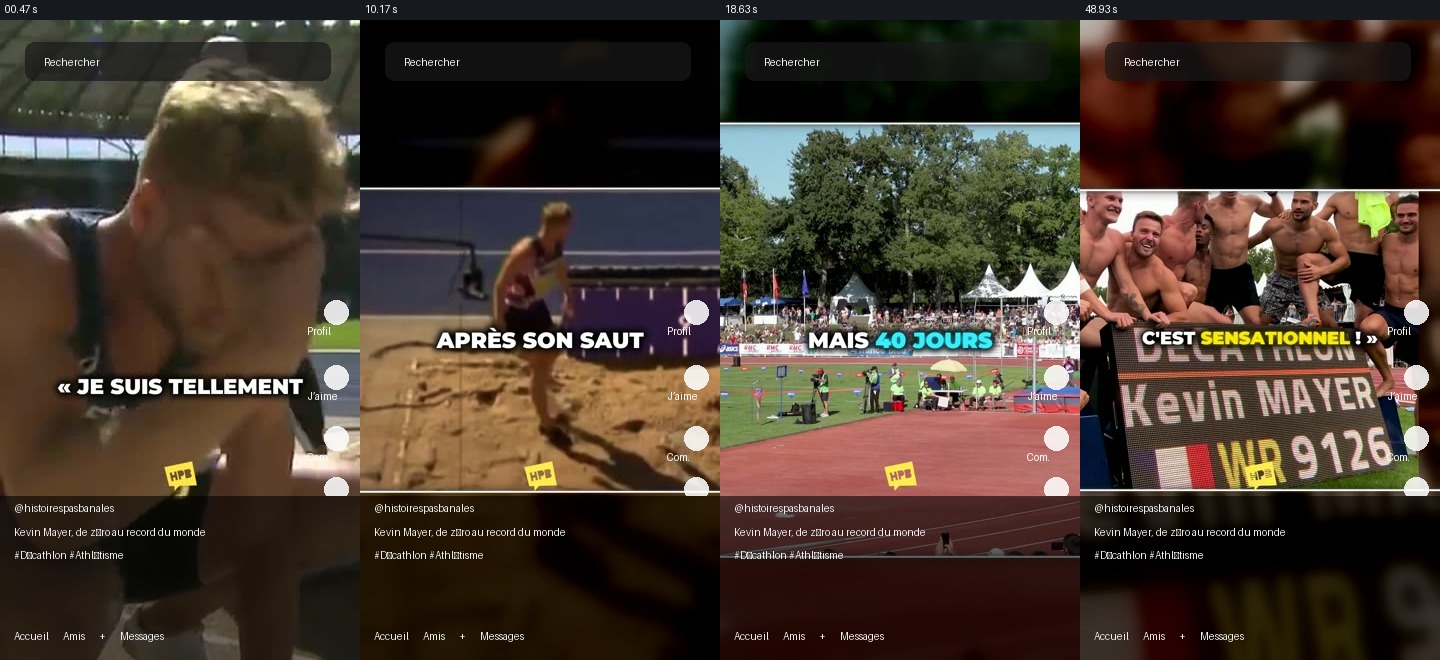 00.47 s
Rechercher
« JE SUIS TELLEMENT
Profil
J'aime
Com.
HPB
@histoirespasbanales
Kevin Mayer, de z□ro au record du monde
#D□cathlon #Athl□tisme
Accueil Amis + Messages
10.17 s
Rechercher
APRÈS SON SAUT
Profil
J'aime
Com.
HPB
@histoirespasbanales
Kevin Mayer, de z□ro au record du monde
#D□cathlon #Athl□tisme
Accueil Amis + Messages
18.63 s
Rechercher
MAIS 40 JOURS
Profil
J'aime
Com.
HPB
@histoirespasbanales
Kevin Mayer, de z□ro au record du monde
#D□cathlon #Athl□tisme
Accueil Amis + Messages
48.93 s
Rechercher
C'EST SENSATIONNEL ! »
DECATHLON
Kevin MAYER
WR 9126
Profil
J'aime
Com.
HPB
@histoirespasbanales
Kevin Mayer, de z□ro au record du monde
#D□cathlon #Athl□tisme
Accueil Amis + Messages